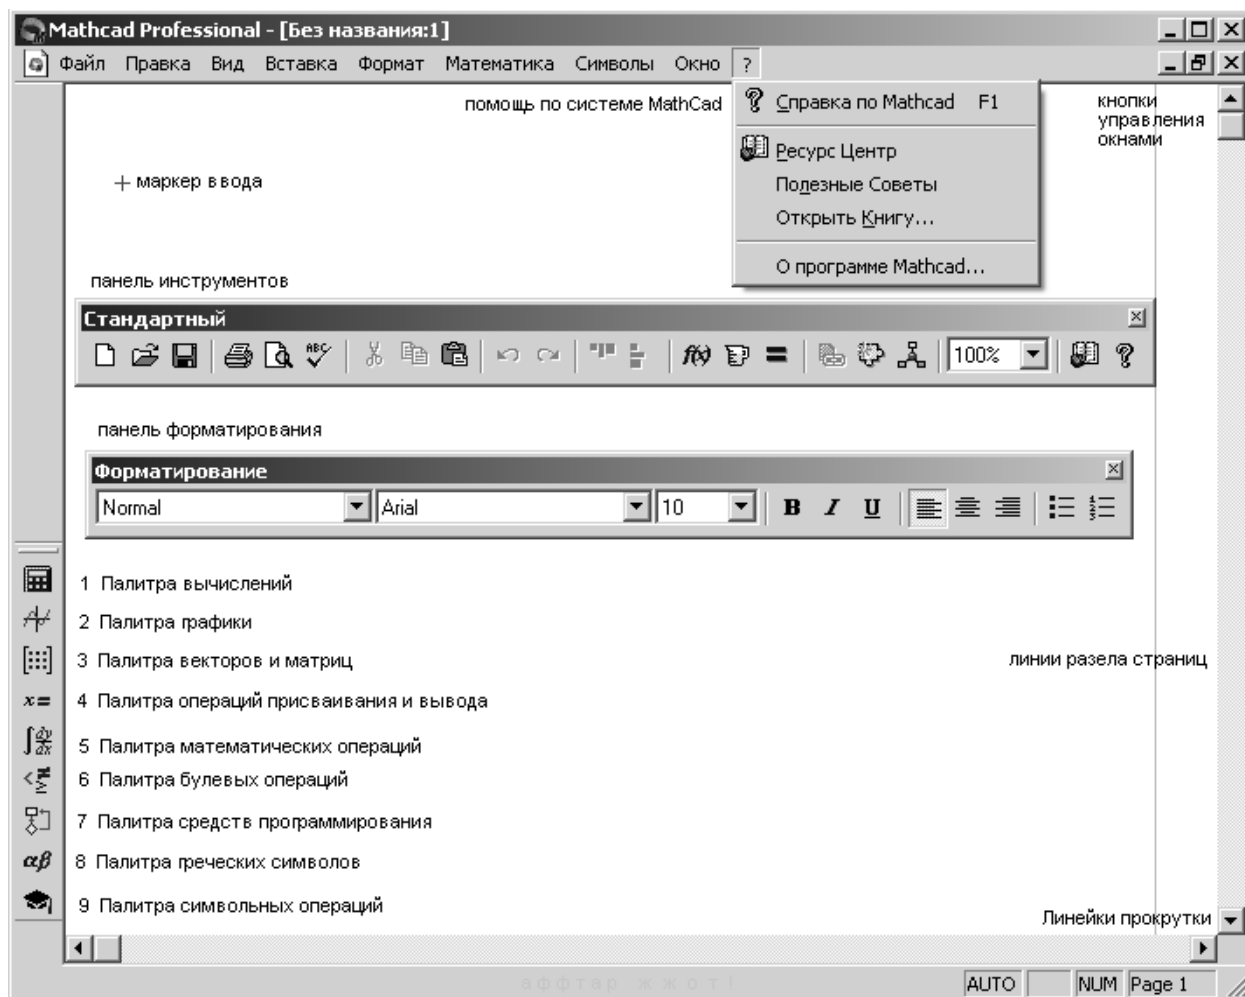 Mathcad Professional - [Без названия:1]
Файл Правка Вид Вставка Формат Математика Символы Окно ?
помощь по системе MathCad
Справка по Mathcad F1
Ресурс Центр
Полезные Советы
Открыть Книгу...
О программе Mathcad...
кнопки
управления
окнами
маркер ввода
панель инструментов
Стандартный
ABC
f(x)
100%
панель форматирования
Форматирование
Normal Arial 10 B I U
1 Палитра вычислений
2 Палитра графики
3 Палитра векторов и матриц
линии разела страниц
x= 4 Палитра операций присваивания и вывода
∫ dy/dx 5 Палитра математических операций
<≠≥ 6 Палитра булевых операций
7 Палитра средств программирования
αβ 8 Палитра греческих символов
9 Палитра символьных операций
Линейки прокрутки
аффтар жжот!
AUTO NUM Page 1